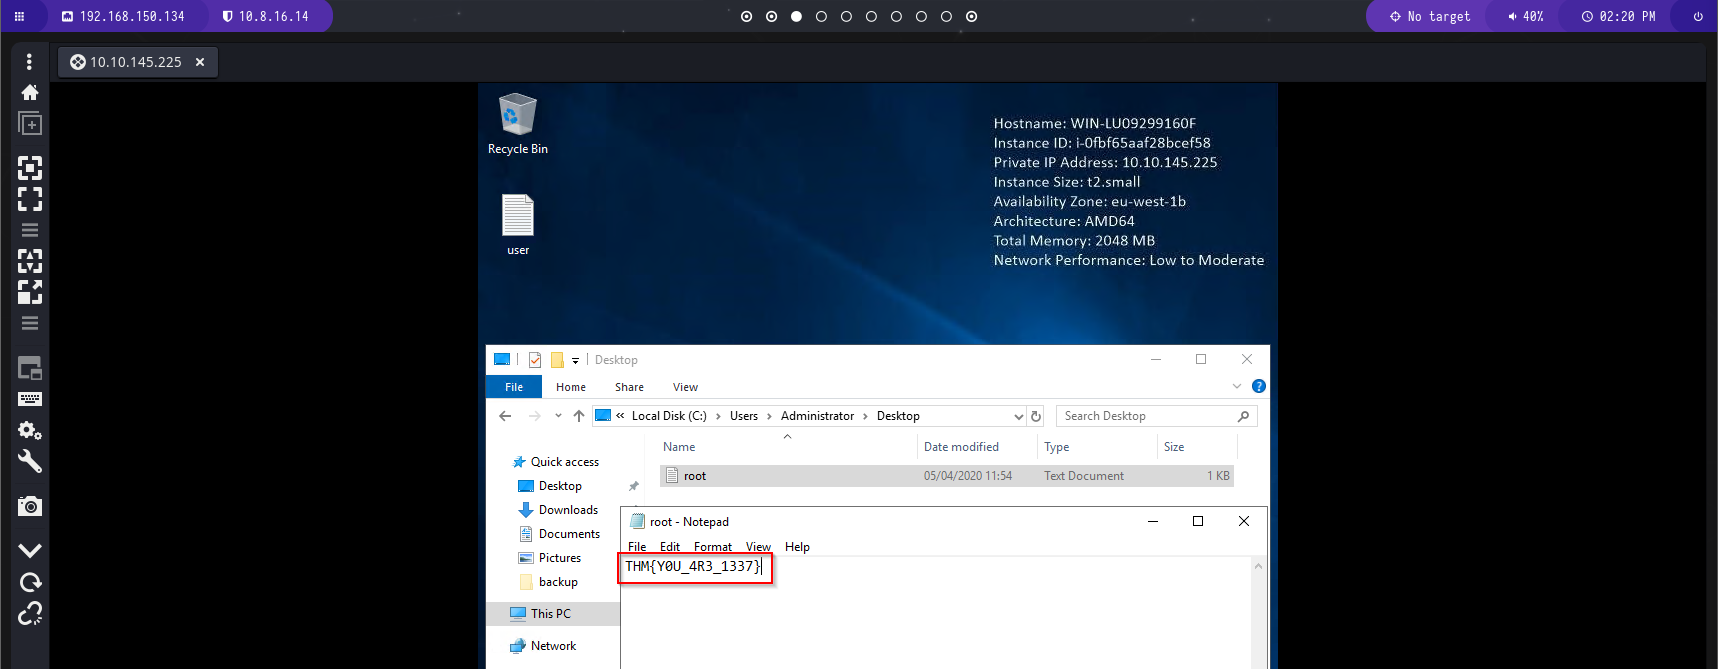 192.168.150.134
10.8.16.14
No target
40%
02:20 PM
10.10.145.225
Recycle Bin
user
Hostname: WIN-LU09299160F
Instance ID: i-0fbf65aaf28bcef58
Private IP Address: 10.10.145.225
Instance Size: t2.small
Availability Zone: eu-west-1b
Architecture: AMD64
Total Memory: 2048 MB
Network Performance: Low to Moderate
Desktop
File Home Share View
« Local Disk (C:) › Users › Administrator › Desktop
Search Desktop
Name Date modified Type Size
root 05/04/2020 11:54 Text Document 1 KB
Quick access
Desktop
Downloads
Documents
Pictures
backup
This PC
Network
root - Notepad
File Edit Format View Help
THM{Y0U_4R3_1337}